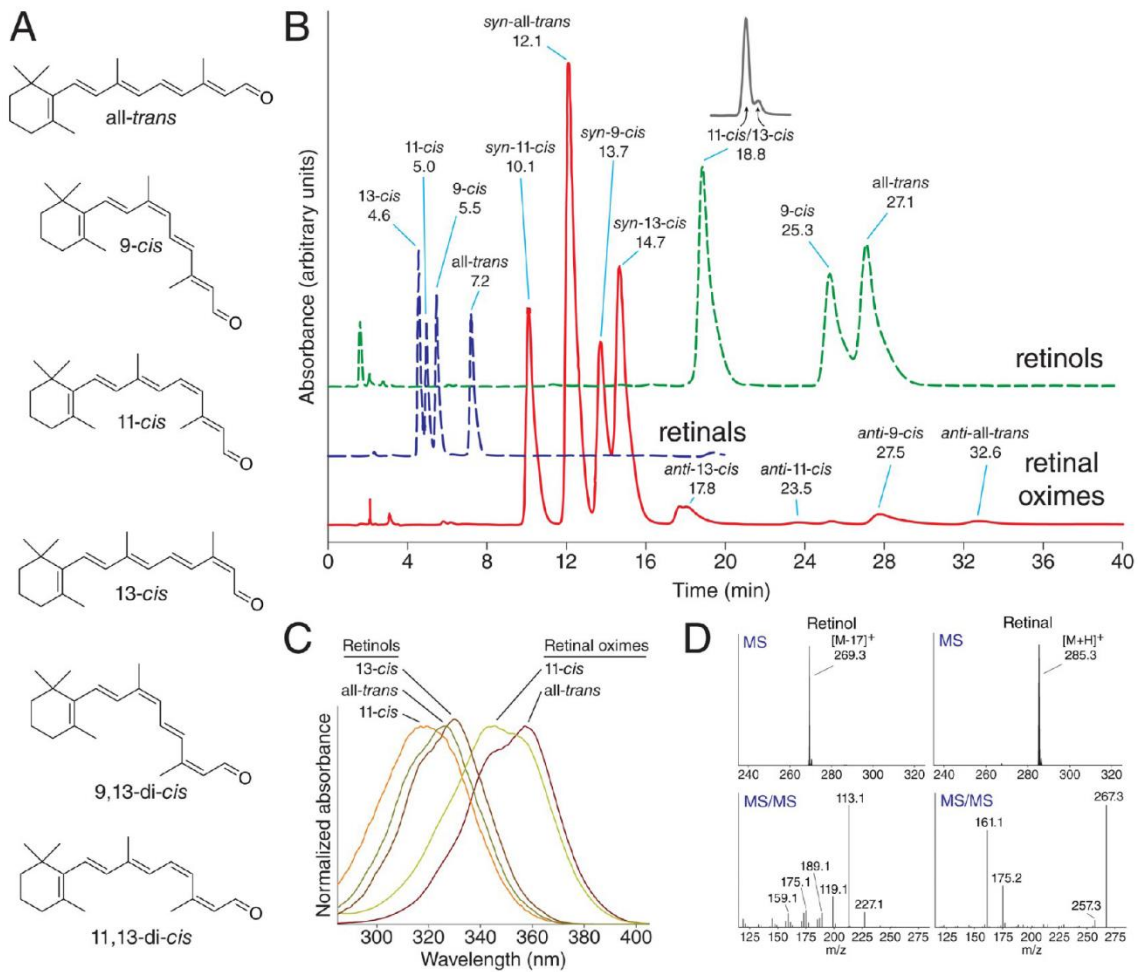 A
O
all-trans
9-cis
O
11-cis
O
13-cis
O
9,13-di-cis
O
11,13-di-cis
O
B
Absorbance (arbitrary units)
syn-all-trans
12.1
11-cis
5.0
13-cis
4.6
9-cis
5.5
all-trans
7.2
syn-11-cis
10.1
syn-9-cis
13.7
syn-13-cis
14.7
11-cis/13-cis
18.8
9-cis
25.3
all-trans
27.1
retinols
retinals
anti-13-cis
17.8
anti-11-cis
23.5
anti-9-cis
27.5
anti-all-trans
32.6
retinal
oximes
0 4 8 12 16 20 24 28 32 36 40
Time (min)
C
Normalized absorbance
Retinols
13-cis
all-trans
11-cis
Retinal oximes
11-cis
all-trans
300 320 340 360 380 400
Wavelength (nm)
D
Retinol
MS
[M-17]+
269.3
240 260 280 300 320
Retinal
MS
[M+H]+
285.3
240 260 280 300 320
MS/MS
113.1
189.1
175.1
159.1
119.1
227.1
125 150 175 200 225 250 275
m/z
MS/MS
267.3
161.1
175.2
257.3
125 150 175 200 225 250 275
m/z